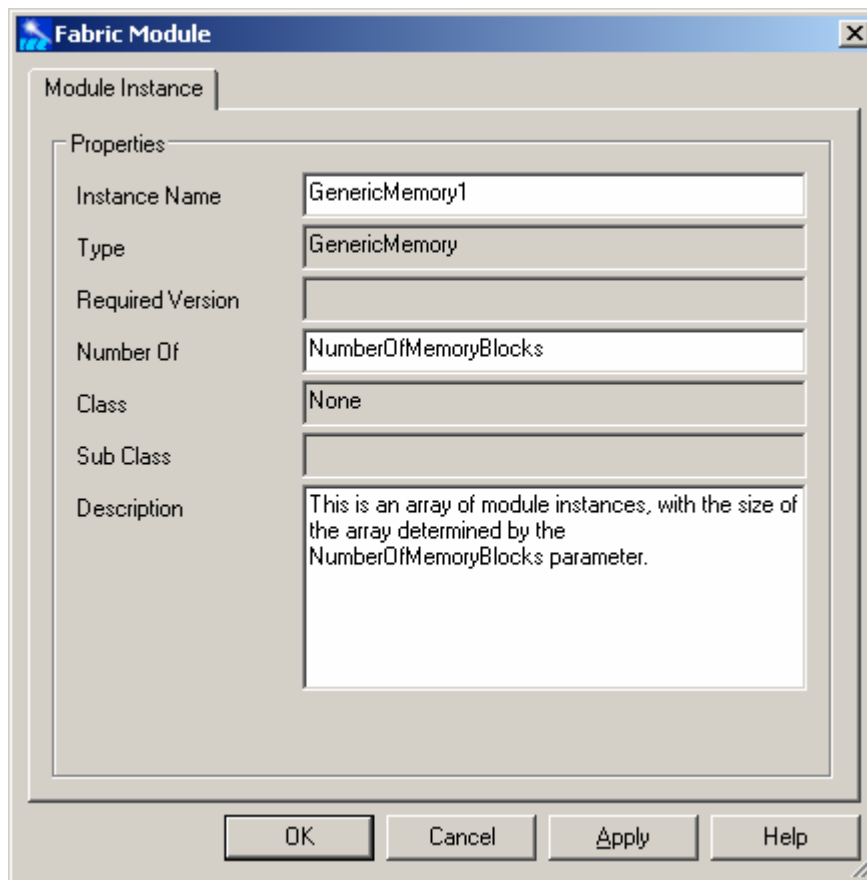 Fabric Module
Module Instance
Properties
Instance Name GenericMemory1
Type GenericMemory
Required Version
Number Of NumberOfMemoryBlocks
Class None
Sub Class
Description This is an array of module instances, with the size of
the array determined by the
NumberOfMemoryBlocks parameter.
OK Cancel Apply Help